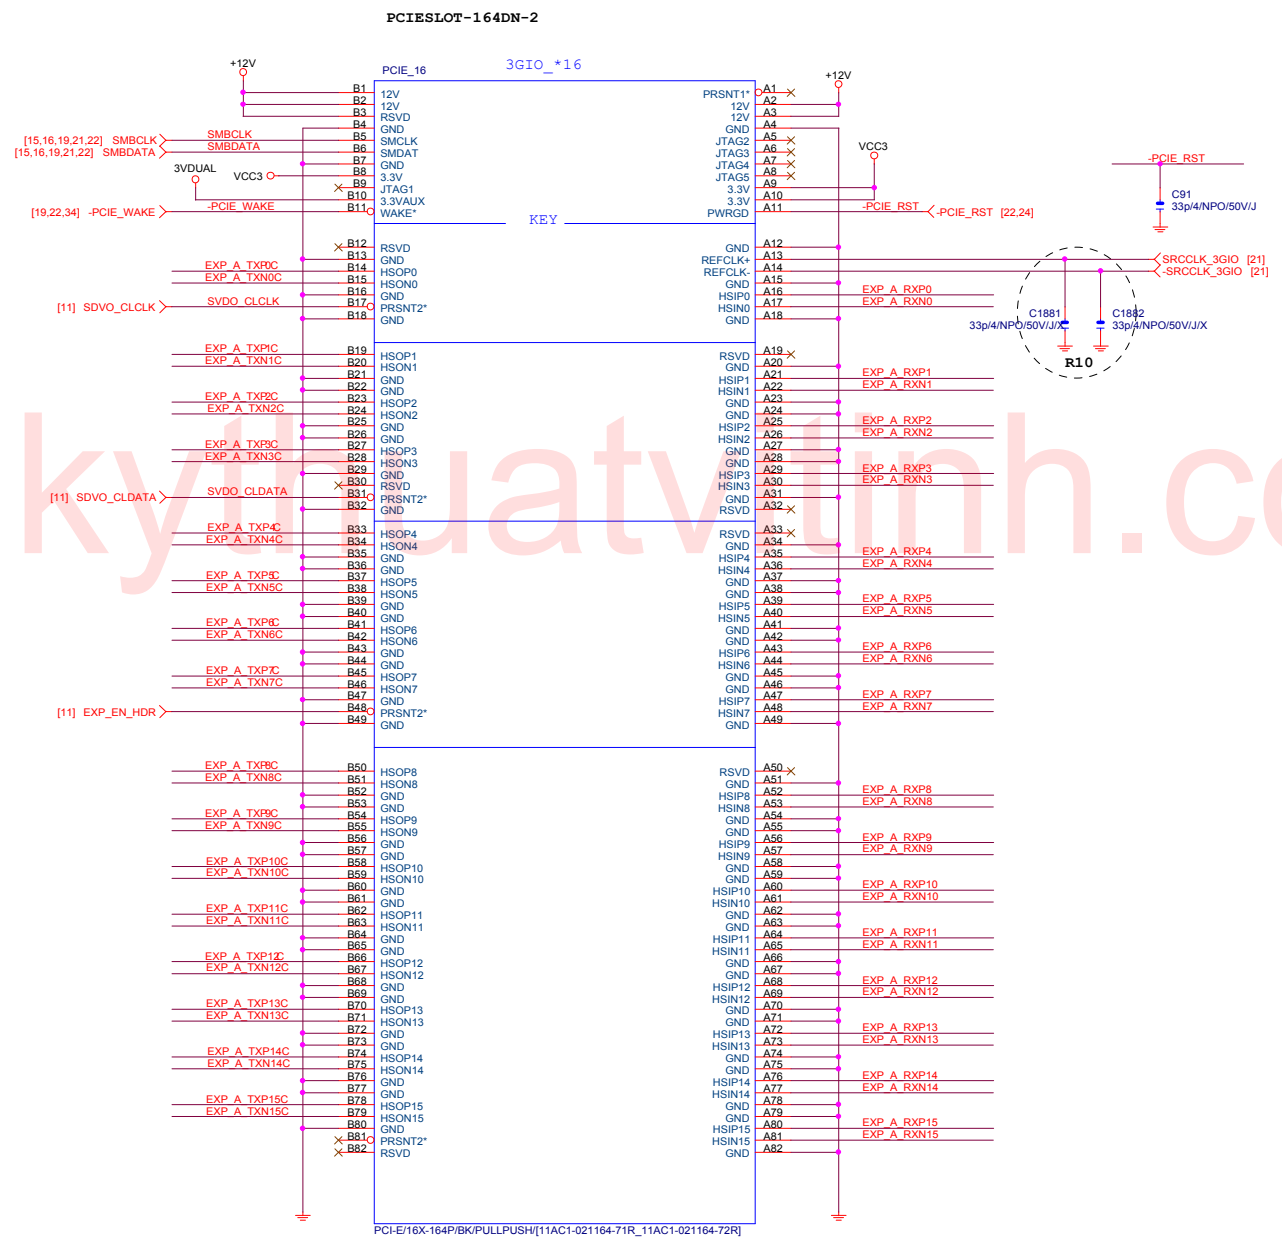 PCIESLOT-164DN-2
3GIO_*16
PCIE_16
+12V
+12V
B1 12V PRSNT1* A1
B2 12V 12V A2
B3 RSVD 12V A3
B4 GND GND A4
[15,16,19,21,22] SMBCLK SMBCLK B5 SMCLK JTAG2 A5
[15,16,19,21,22] SMBDATA SMBDATA B6 SMDAT JTAG3 A6
B7 GND JTAG4 A7
3VDUAL VCC3 B8 3.3V JTAG5 A8 VCC3
B9 JTAG1 3.3V A9
B10 3.3VAUX 3.3V A10
[19,22,34] -PCIE_WAKE -PCIE_WAKE B11 WAKE* PWRGD A11 -PCIE_RST -PCIE_RST [22,24]
-PCIE_RST
C91
33p/4/NPO/50V/J
KEY
B12 RSVD GND A12
B13 GND REFCLK+ A13 SRCCLK_3GIO [21]
EXP_A_TXP0C B14 HSOP0 REFCLK- A14 -SRCCLK_3GIO [21]
EXP_A_TXN0C B15 HSON0 GND A15
B16 GND HSIP0 A16 EXP_A_RXP0
[11] SDVO_CLCLK SVDO_CLCLK B17 PRSNT2* HSIN0 A17 EXP_A_RXN0
B18 GND GND A18
C1881 C1882
33p/4/NPO/50V/J/X 33p/4/NPO/50V/J/X
R10
EXP_A_TXP1C B19 HSOP1 RSVD A19
EXP_A_TXN1C B20 HSON1 GND A20
B21 GND HSIP1 A21 EXP_A_RXP1
B22 GND HSIN1 A22 EXP_A_RXN1
EXP_A_TXP2C B23 HSOP2 GND A23
EXP_A_TXN2C B24 HSON2 GND A24
B25 GND HSIP2 A25 EXP_A_RXP2
B26 GND HSIN2 A26 EXP_A_RXN2
EXP_A_TXP3C B27 HSOP3 GND A27
EXP_A_TXN3C B28 HSON3 GND A28
B29 GND HSIP3 A29 EXP_A_RXP3
B30 RSVD HSIN3 A30 EXP_A_RXN3
[11] SDVO_CLDATA SVDO_CLDATA B31 PRSNT2* GND A31
B32 GND RSVD A32
kythuatvitinh.co
EXP_A_TXP4C B33 HSOP4 RSVD A33
EXP_A_TXN4C B34 HSON4 GND A34
B35 GND HSIP4 A35 EXP_A_RXP4
B36 GND HSIN4 A36 EXP_A_RXN4
EXP_A_TXP5C B37 HSOP5 GND A37
EXP_A_TXN5C B38 HSON5 GND A38
B39 GND HSIP5 A39 EXP_A_RXP5
B40 GND HSIN5 A40 EXP_A_RXN5
EXP_A_TXP6C B41 HSOP6 GND A41
EXP_A_TXN6C B42 HSON6 GND A42
B43 GND HSIP6 A43 EXP_A_RXP6
B44 GND HSIN6 A44 EXP_A_RXN6
EXP_A_TXP7C B45 HSOP7 GND A45
EXP_A_TXN7C B46 HSON7 GND A46
B47 GND HSIP7 A47 EXP_A_RXP7
[11] EXP_EN_HDR B48 PRSNT2* HSIN7 A48 EXP_A_RXN7
B49 GND GND A49
EXP_A_TXP8C B50 HSOP8 RSVD A50
EXP_A_TXN8C B51 HSON8 GND A51
B52 GND HSIP8 A52 EXP_A_RXP8
B53 GND HSIN8 A53 EXP_A_RXN8
EXP_A_TXP9C B54 HSOP9 GND A54
EXP_A_TXN9C B55 HSON9 GND A55
B56 GND HSIP9 A56 EXP_A_RXP9
B57 GND HSIN9 A57 EXP_A_RXN9
EXP_A_TXP10C B58 HSOP10 GND A58
EXP_A_TXN10C B59 HSON10 GND A59
B60 GND HSIP10 A60 EXP_A_RXP10
B61 GND HSIN10 A61 EXP_A_RXN10
EXP_A_TXP11C B62 HSOP11 GND A62
EXP_A_TXN11C B63 HSON11 GND A63
B64 GND HSIP11 A64 EXP_A_RXP11
B65 GND HSIN11 A65 EXP_A_RXN11
EXP_A_TXP12C B66 HSOP12 GND A66
EXP_A_TXN12C B67 HSON12 GND A67
B68 GND HSIP12 A68 EXP_A_RXP12
B69 GND HSIN12 A69 EXP_A_RXN12
EXP_A_TXP13C B70 HSOP13 GND A70
EXP_A_TXN13C B71 HSON13 GND A71
B72 GND HSIP13 A72 EXP_A_RXP13
B73 GND HSIN13 A73 EXP_A_RXN13
EXP_A_TXP14C B74 HSOP14 GND A74
EXP_A_TXN14C B75 HSON14 GND A75
B76 GND HSIP14 A76 EXP_A_RXP14
B77 GND HSIN14 A77 EXP_A_RXN14
EXP_A_TXP15C B78 HSOP15 GND A78
EXP_A_TXN15C B79 HSON15 GND A79
B80 GND HSIP15 A80 EXP_A_RXP15
B81 PRSNT2* HSIN15 A81 EXP_A_RXN15
B82 RSVD GND A82
PCI-E/16X-164P/BK/PULLPUSH/[11AC1-021164-71R_11AC1-021164-72R]